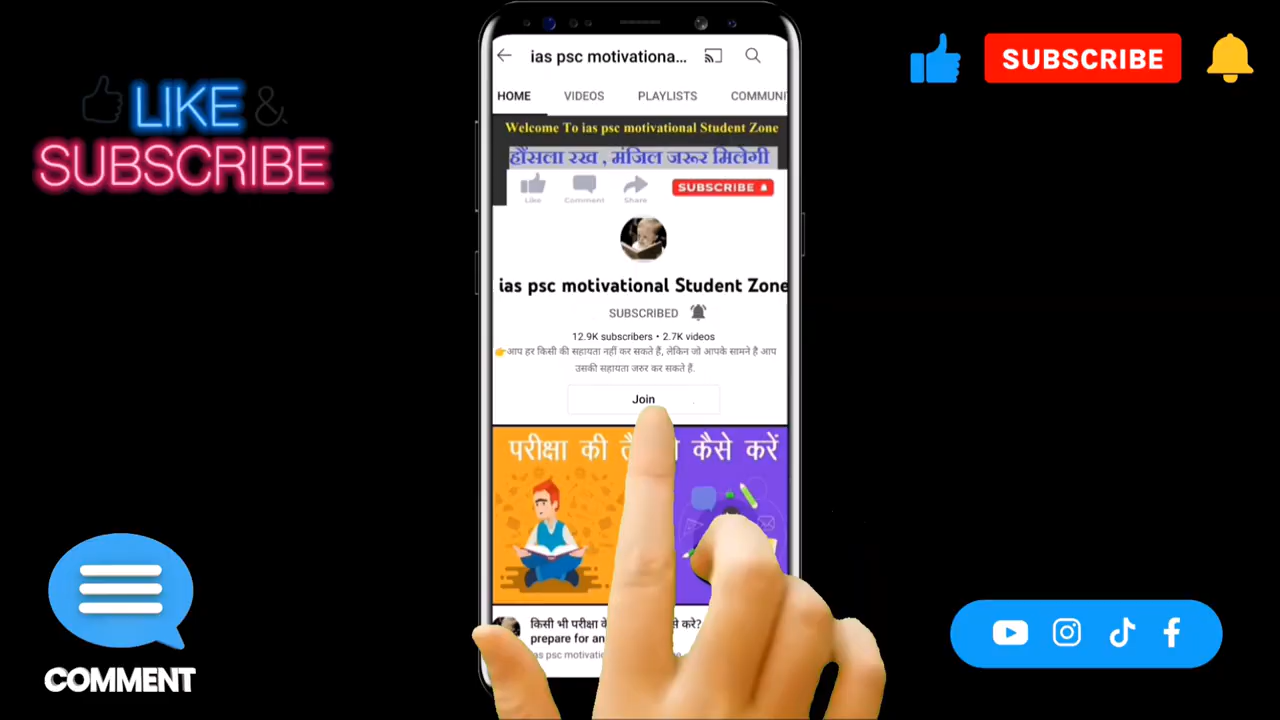 LIKE &
SUBSCRIBE
SUBSCRIBE
ias psc motivationa...
HOME VIDEOS PLAYLISTS COMMUNI
Welcome To ias psc motivational Student Zone
हौंसला रख , मंजिल जरूर मिलेगी
Like Comment Share SUBSCRIBE
ias psc motivational Student Zone
SUBSCRIBED
12.9K subscribers • 2.7K videos
👉आप हर किसी की सहायता नहीं कर सकते हैं, लेकिन जो आपके सामने है आप
उसकी सहायता जरुर कर सकते हैं.
Join
परीक्षा की कैसे करें
किसी भी परीक्षा से करे?
prepare for an
ias psc motivatio
COMMENT